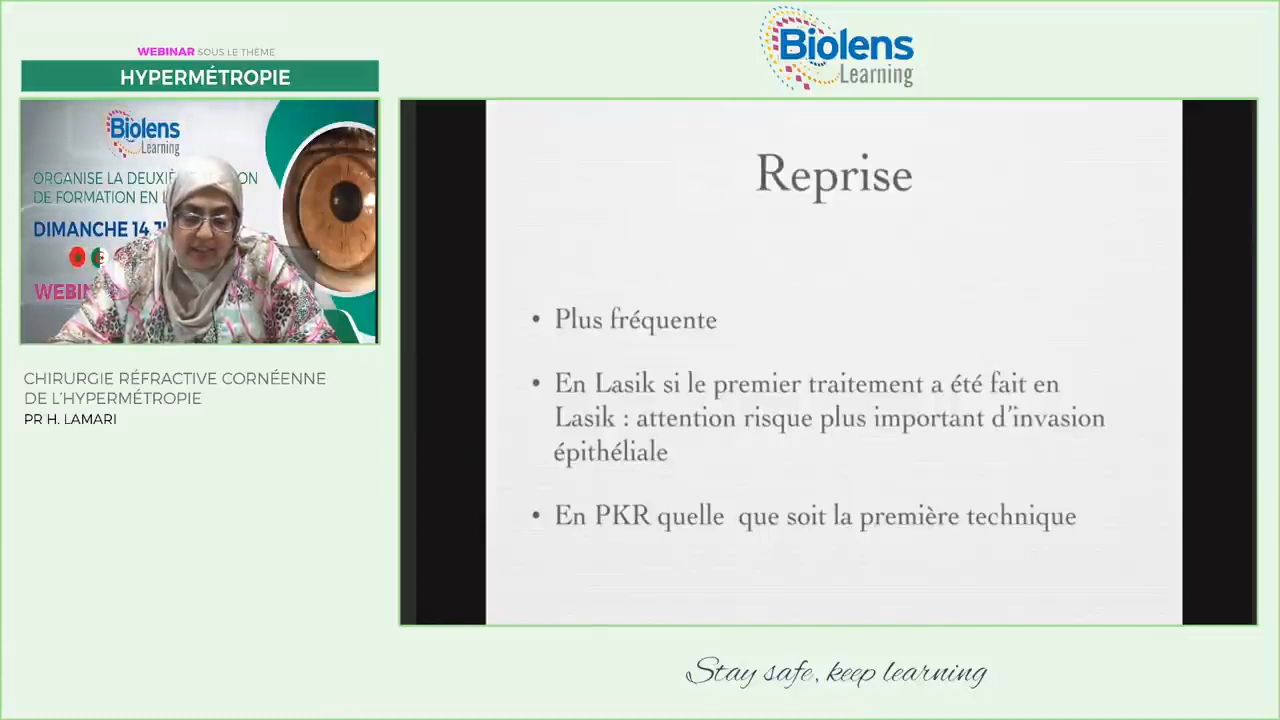 WEBINAR SOUS LE THÈME
HYPERMÉTROPIE
Biolens
Learning
Biolens
Learning
ORGANISE LA DEUXIÈ
ON
DE FORMATION EN L
DIMANCHE 14
WEBIN
CHIRURGIE RÉFRACTIVE CORNÉENNE
DE L'HYPERMÉTROPIE
PR H. LAMARI
Reprise
• Plus fréquente
• En Lasik si le premier traitement a été fait en
Lasik : attention risque plus important d'invasion
épithéliale
• En PKR quelle que soit la première technique
Stay safe, keep learning